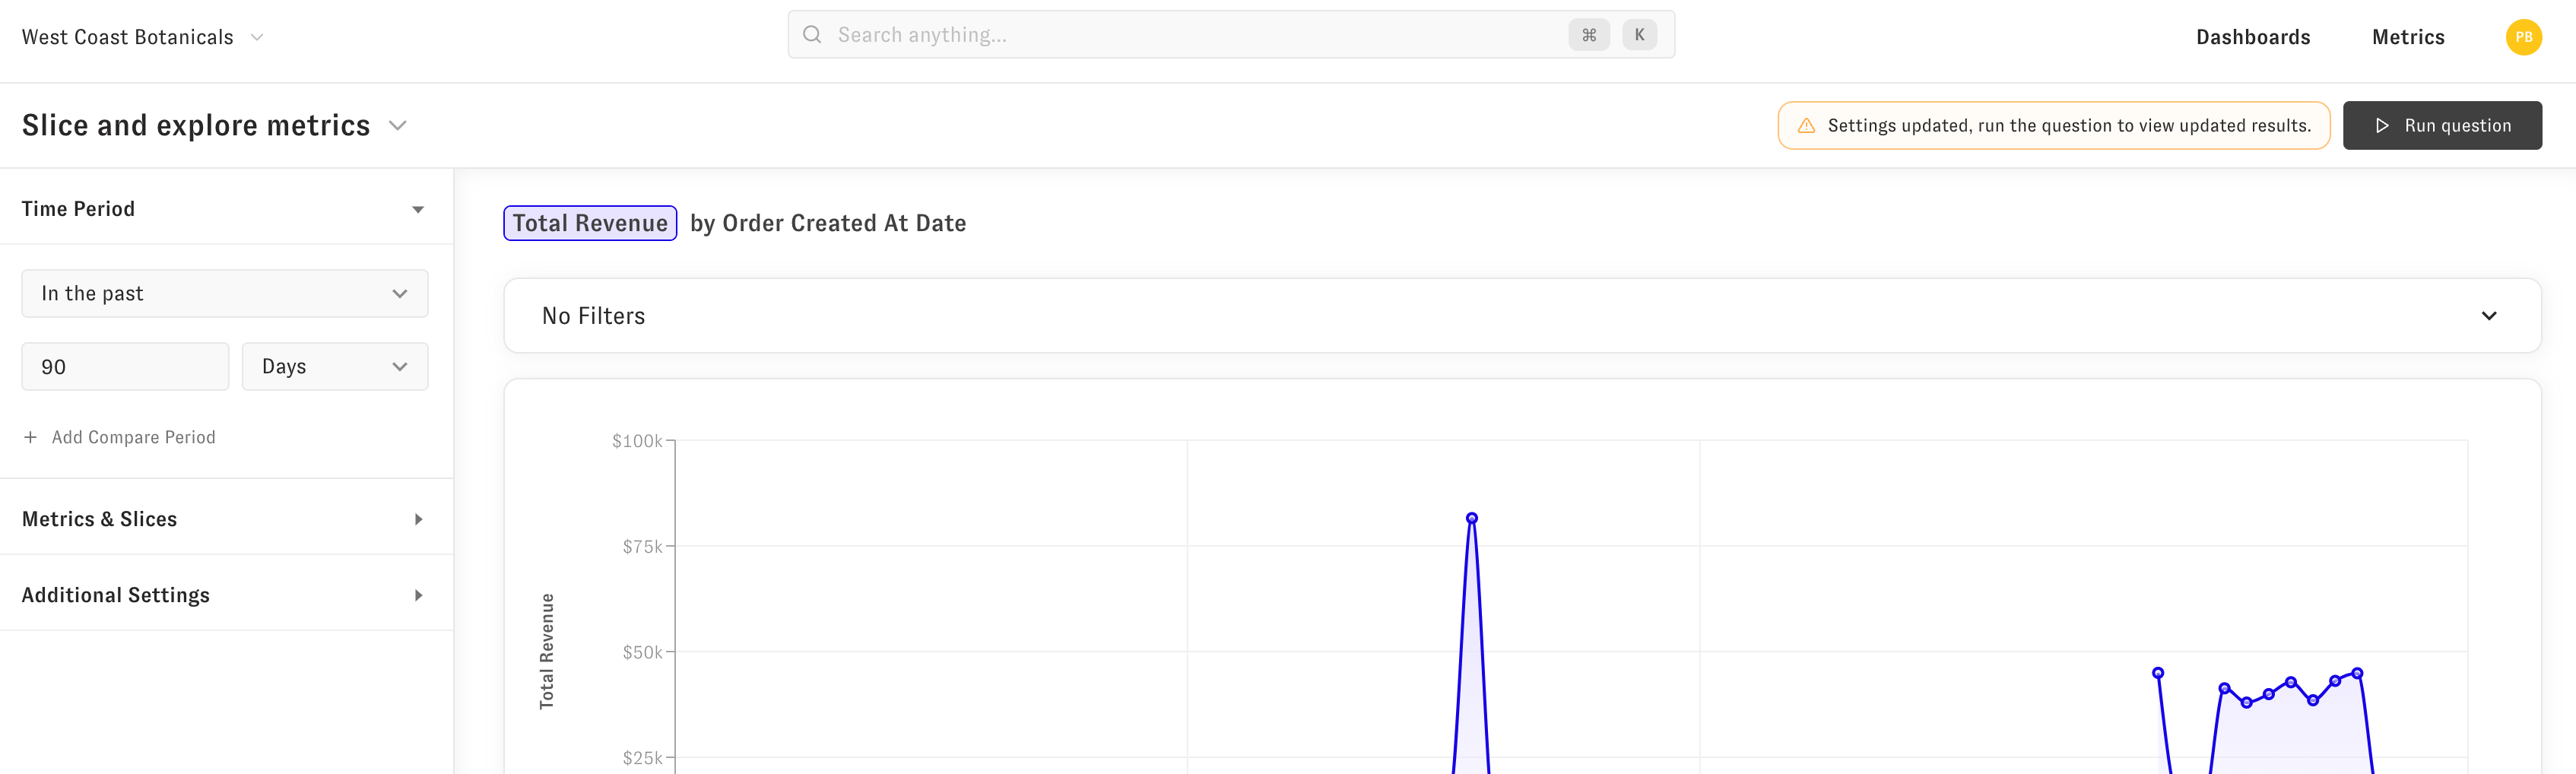 West Coast Botanicals
Search anything...
⌘ K
Dashboards
Metrics
PB
Slice and explore metrics
Settings updated, run the question to view updated results.
Run question
Time Period
In the past
90
Days
+ Add Compare Period
Metrics & Slices
Additional Settings
Total Revenue by Order Created At Date
No Filters
$100k
$75k
$50k
$25k
Total Revenue